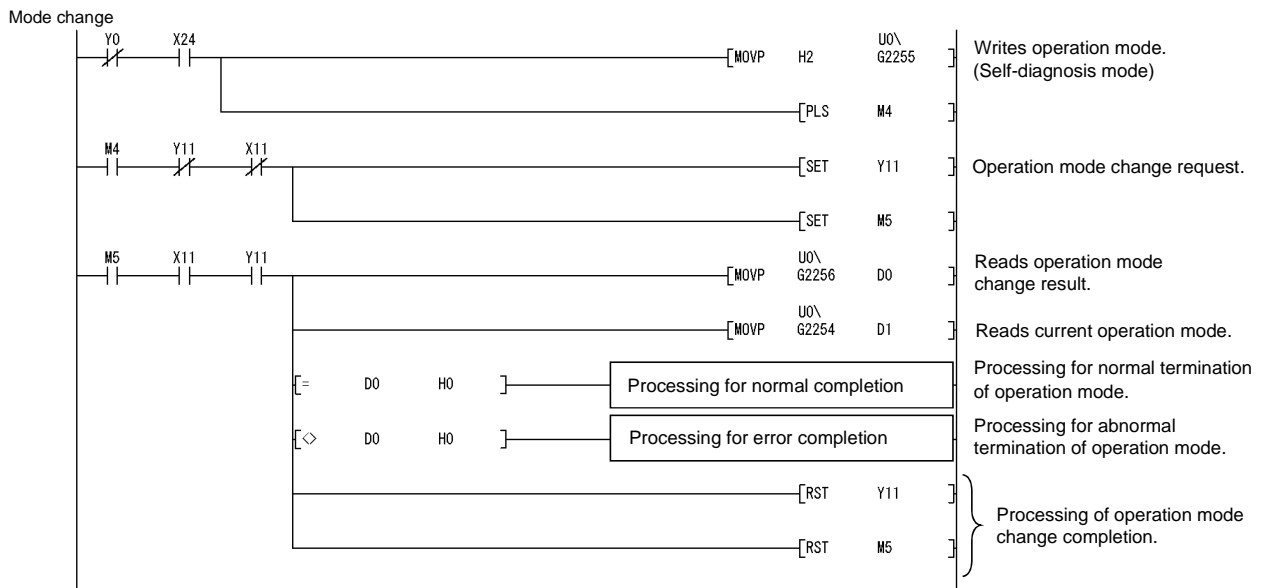 Mode change
Y0 X24 U0\
MOVP H2 G2255 Writes operation mode.
(Self-diagnosis mode)
PLS M4
M4 Y11 X11
SET Y11 Operation mode change request.
SET M5
M5 X11 Y11 U0\
MOVP G2256 D0 Reads operation mode
change result.
U0\
MOVP G2254 D1 Reads current operation mode.
= D0 H0 Processing for normal completion Processing for normal termination
of operation mode.
<> D0 H0 Processing for error completion Processing for abnormal
termination of operation mode.
RST Y11
Processing of operation mode
change completion.
RST M5